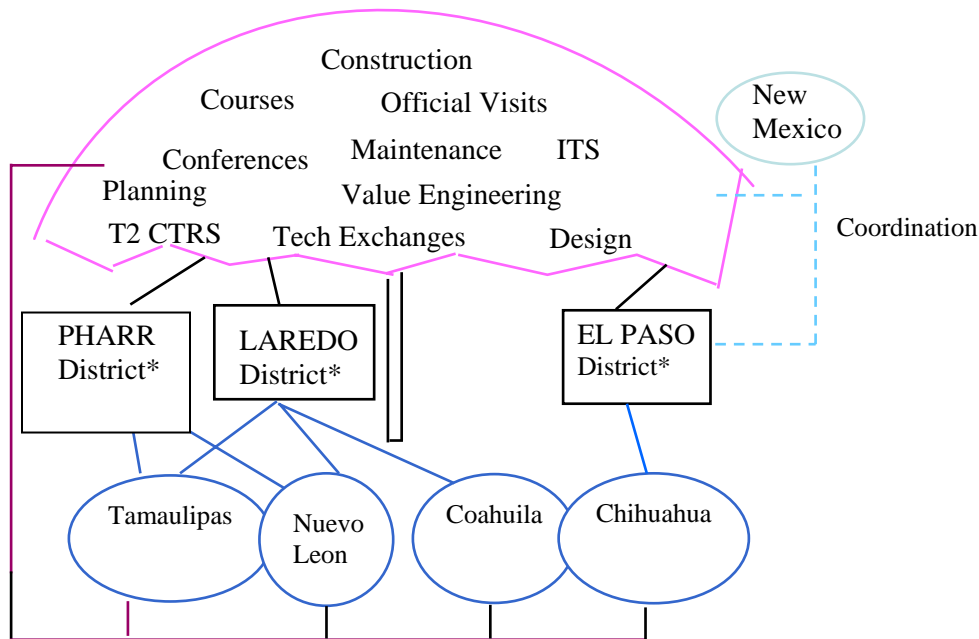 Construction
New
Mexico
Courses
Official Visits
Conferences
Maintenance
ITS
Planning
Value Engineering
T2 CTRS
Tech Exchanges
Design
Coordination
PHARR
District*
LAREDO
District*
EL PASO
District*
Tamaulipas
Nuevo
Leon
Coahuila
Chihuahua